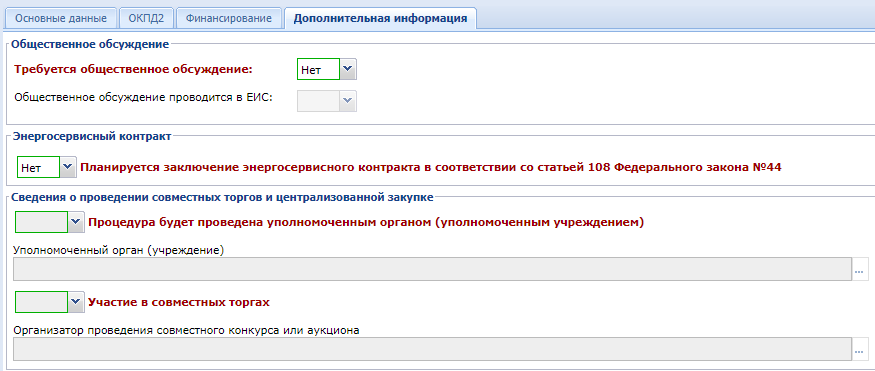 Основные данные ОКПД2 Финансирование Дополнительная информация
Общественное обсуждение
Требуется общественное обсуждение: Нет
Общественное обсуждение проводится в ЕИС:
Энергосервисный контракт
Нет Планируется заключение энергосервисного контракта в соответствии со статьей 108 Федерального закона №44
Сведения о проведении совместных торгов и централизованной закупке
Процедура будет проведена уполномоченным органом (уполномоченным учреждением)
Уполномоченный орган (учреждение)
...
Участие в совместных торгах
Организатор проведения совместного конкурса или аукциона
...